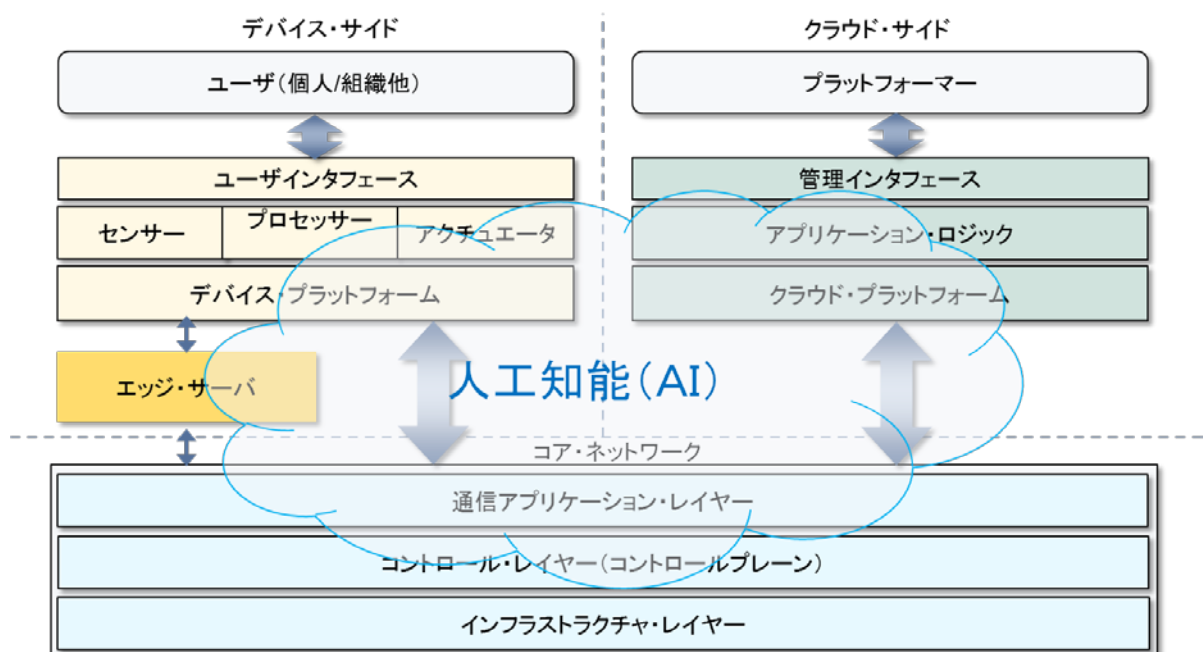 デバイス・サイド
クラウド・サイド
ユーザ(個人/組織他)
プラットフォーマー
ユーザインタフェース
管理インタフェース
センサー
プロセッサー
アクチュエータ
アプリケーション・ロジック
デバイス・プラットフォーム
クラウド・プラットフォーム
エッジ・サーバ
人工知能(AI)
コア・ネットワーク
通信アプリケーション・レイヤー
コントロール・レイヤー(コントロールプレーン)
インフラストラクチャ・レイヤー